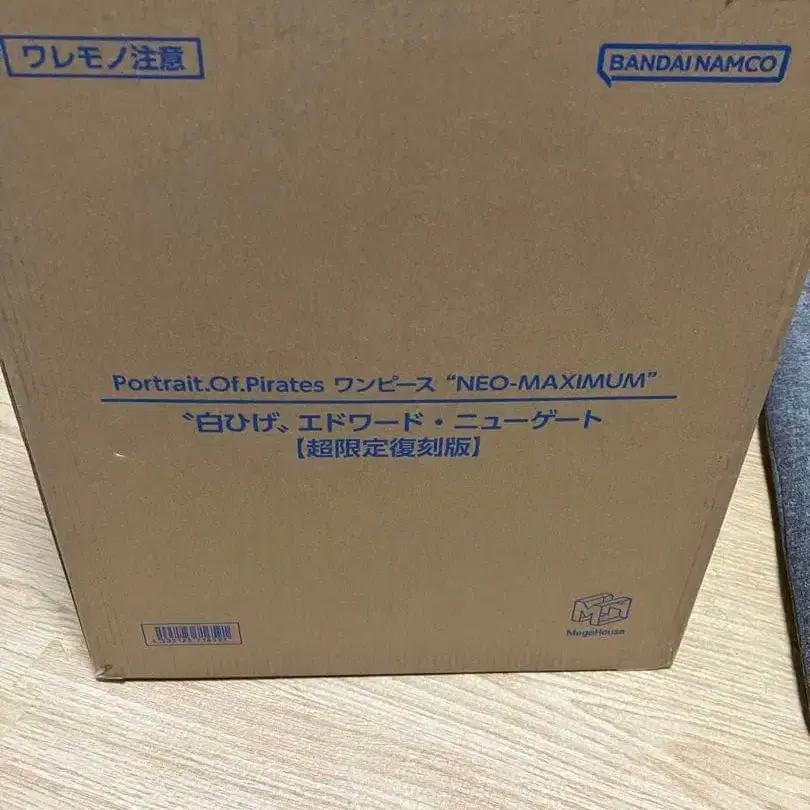 ワレモノ注意
BANDAI NAMCO
Portrait.Of.Pirates ワンピース “NEO-MAXIMUM”
〝白ひげ〟エドワード・ニューゲート
【超限定復刻版】
MegaHouse